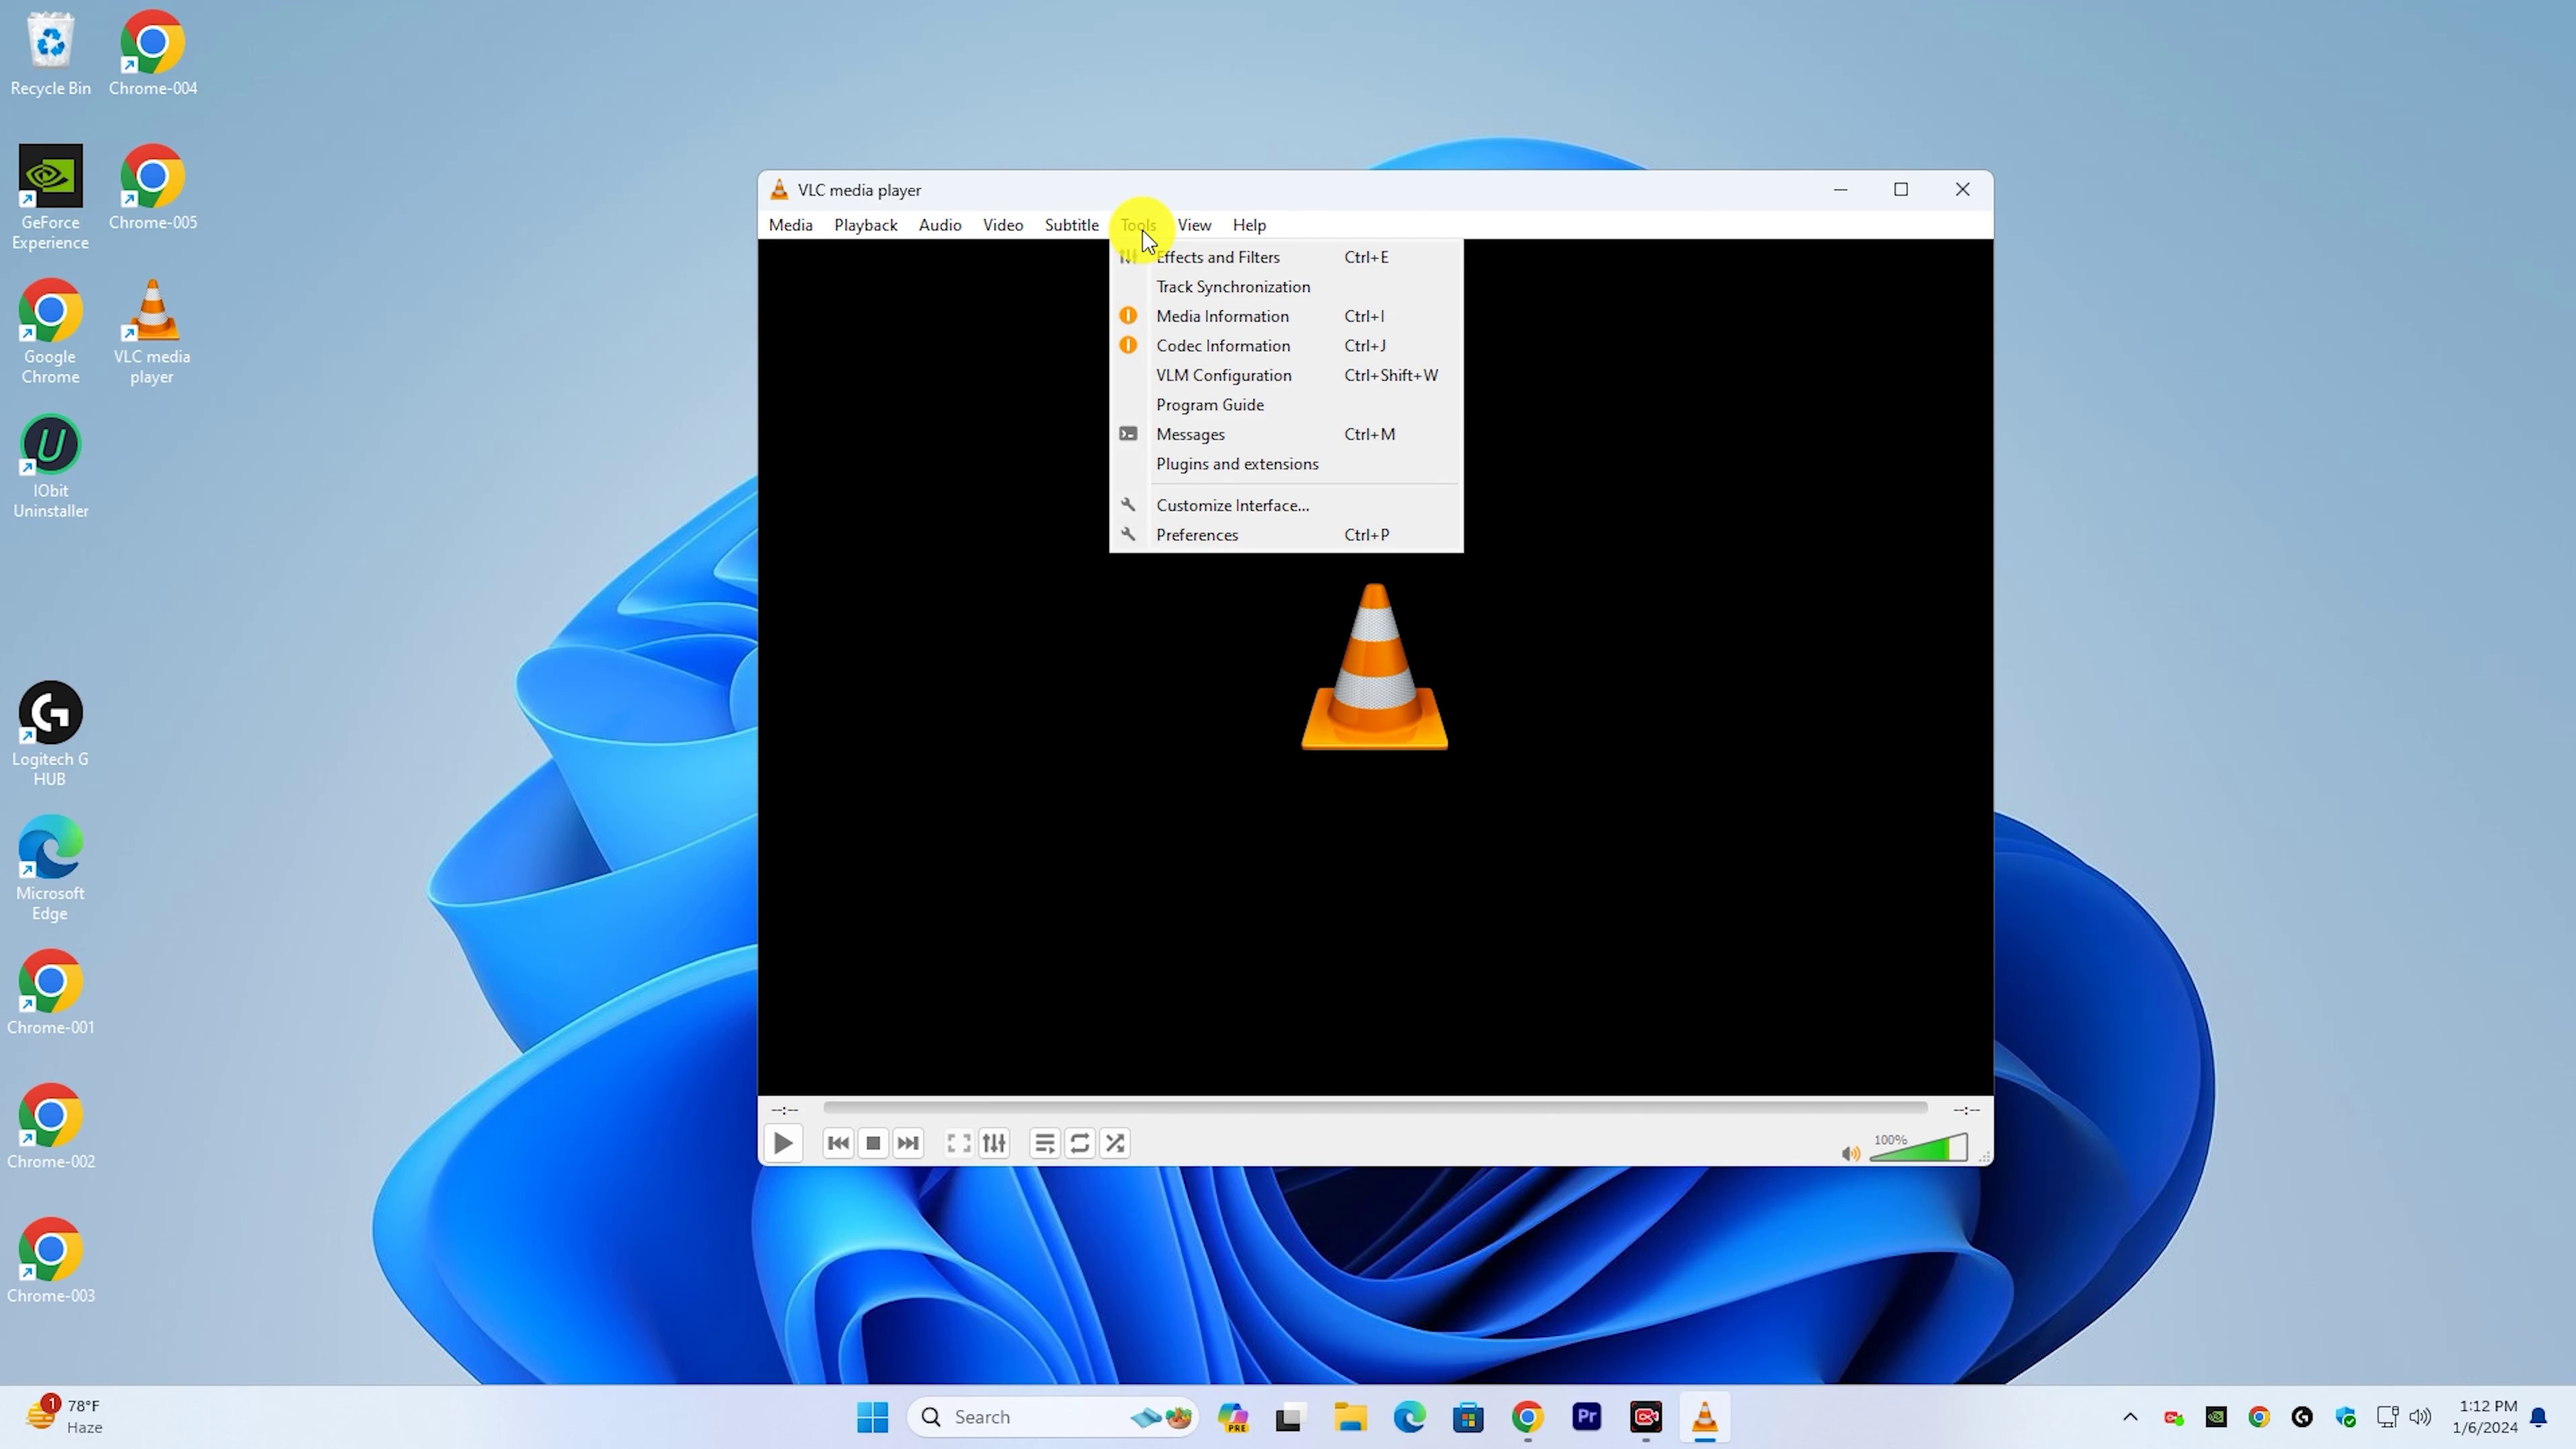 Recycle Bin
Chrome-004
GeForce
Experience
Chrome-005
Google
Chrome
VLC media
player
IObit
Uninstaller
Logitech G
HUB
Microsoft
Edge
Chrome-001
Chrome-002
Chrome-003
VLC media player
Media Playback Audio Video Subtitle Tools View Help
Effects and Filters Ctrl+E
Track Synchronization
Media Information Ctrl+I
Codec Information Ctrl+J
VLM Configuration Ctrl+Shift+W
Program Guide
Messages Ctrl+M
Plugins and extensions
Customize Interface...
Preferences Ctrl+P
--:-- --:--
100%
1
78°F
Haze
Search
PRE
Pr
1:12 PM
1/6/2024